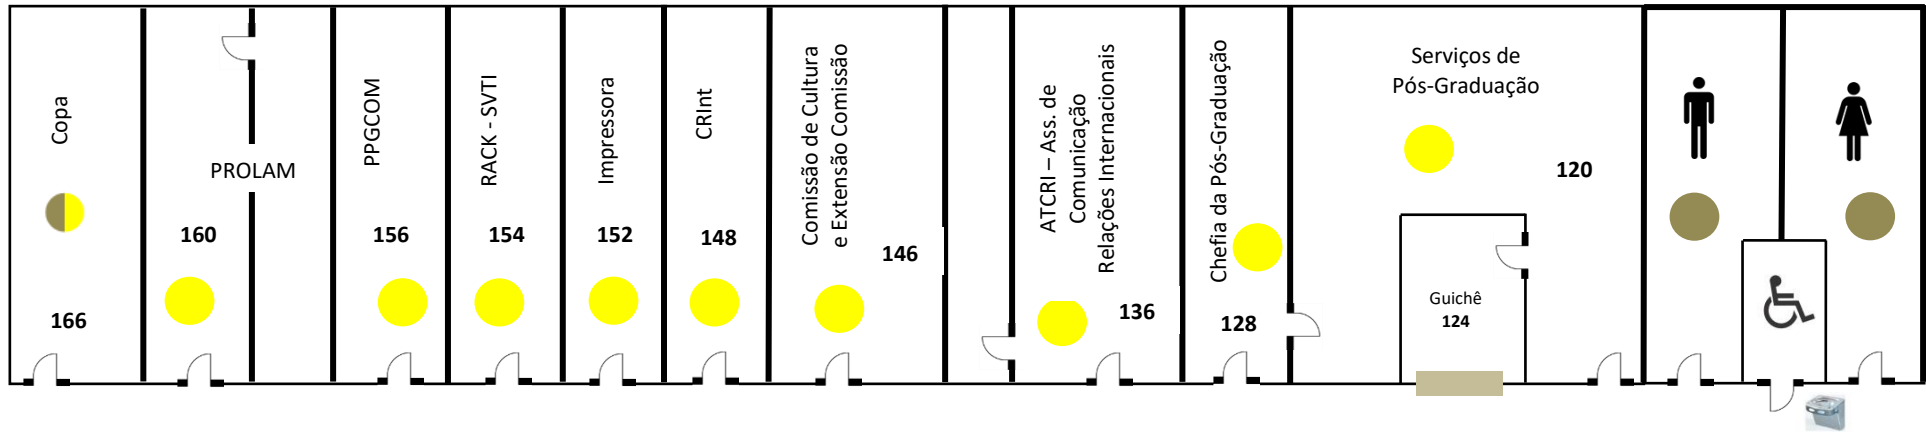 Copa
166
PROLAM
160
PPGCOM
156
RACK - SVTI
154
Impressora
152
CRInt
148
Comissão de Cultura
e Extensão Comissão
146
ATCRI – Ass. de
Comunicação
Relações Internacionais
136
Chefia da Pós-Graduação
128
Serviços de
Pós-Graduação
120
Guichê
124